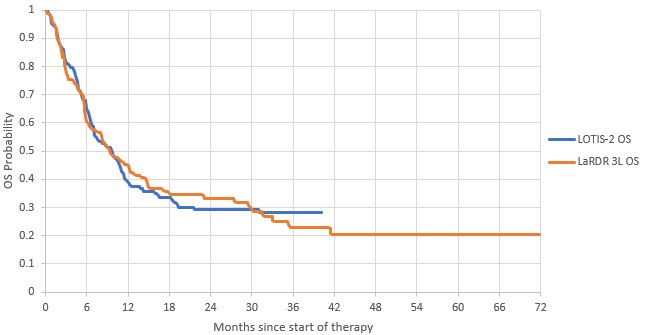 1
0.9
0.8
0.7
0.6
0.5
0.4
0.3
0.2
0.1
0
OS Probability
0 6 12 18 24 30 36 42 48 54 60 66 72
Months since start of therapy
LOTIS-2 OS
LaRDR 3L OS